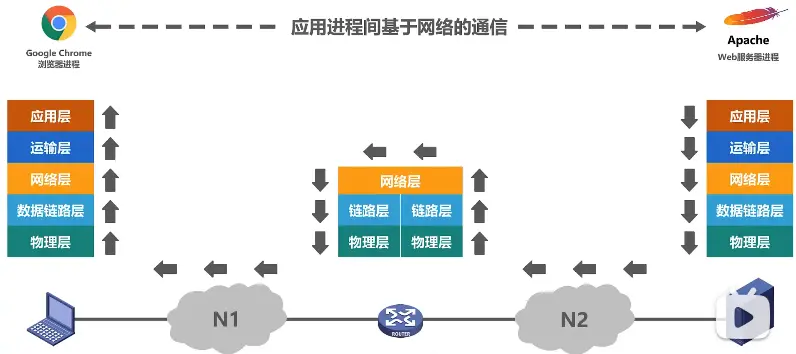 应用进程间基于网络的通信
Google Chrome
浏览器进程
Apache
Web服务器进程
应用层
运输层
网络层
数据链路层
物理层
网络层
链路层 链路层
物理层 物理层
应用层
运输层
网络层
数据链路层
物理层
N1
ROUTER
N2